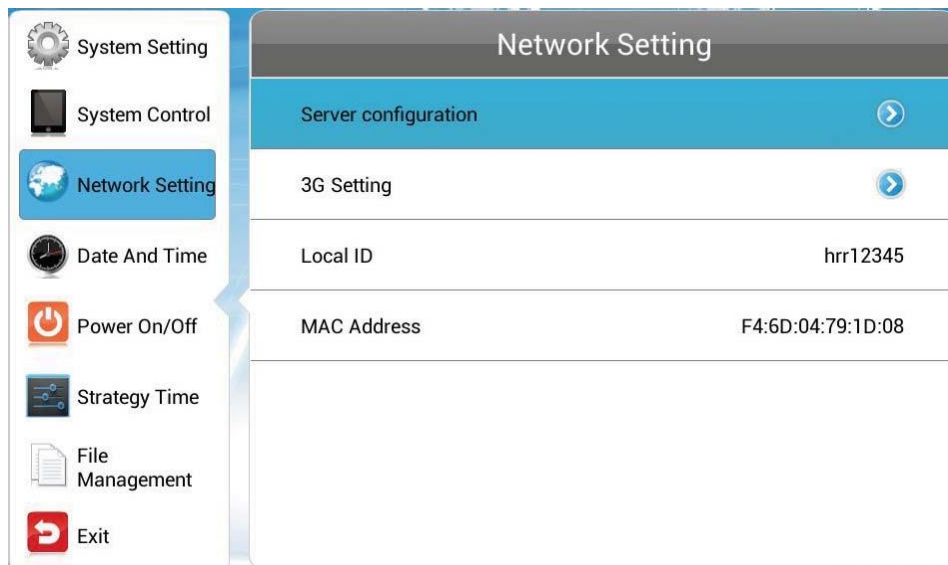 System Setting
System Control
Network Setting
Date And Time
Power On/Off
Strategy Time
File
Management
Exit
Network Setting
Server configuration
3G Setting
Local ID hrr12345
MAC Address F4:6D:04:79:1D:08